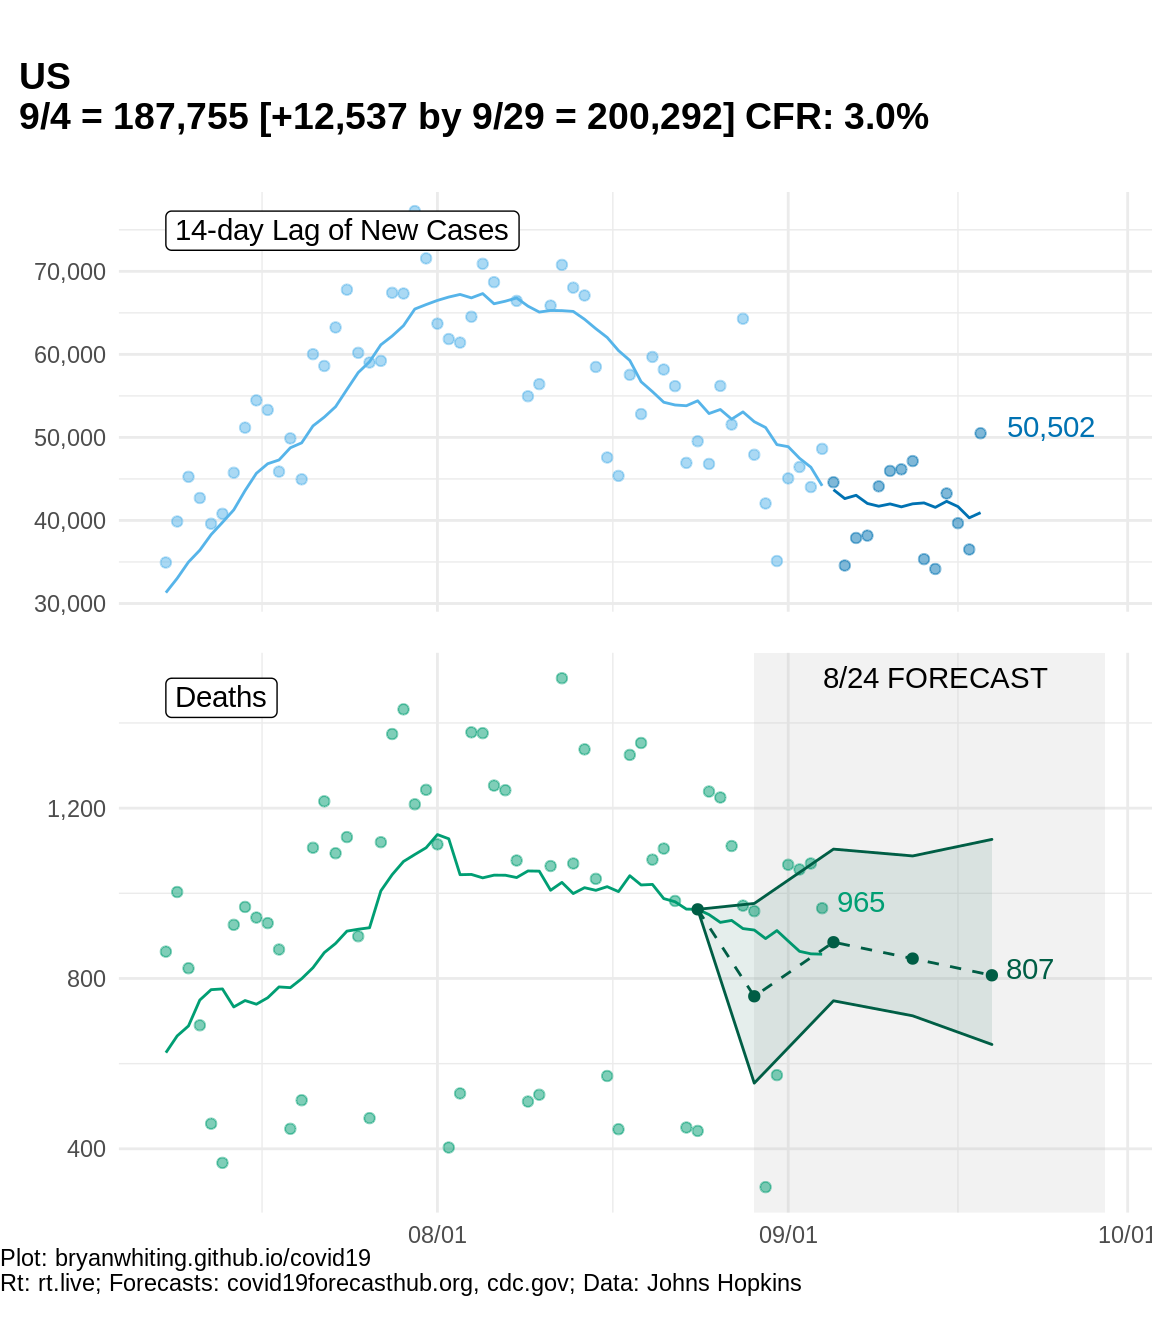 US
9/4 = 187,755 [+12,537 by 9/29 = 200,292] CFR: 3.0%
14-day Lag of New Cases
70,000
60,000
50,000
40,000
30,000
50,502
Deaths
8/24 FORECAST
1,200
800
400
965
807
08/01
09/01
10/01
Plot: bryanwhiting.github.io/covid19
Rt: rt.live; Forecasts: covid19forecasthub.org, cdc.gov; Data: Johns Hopkins